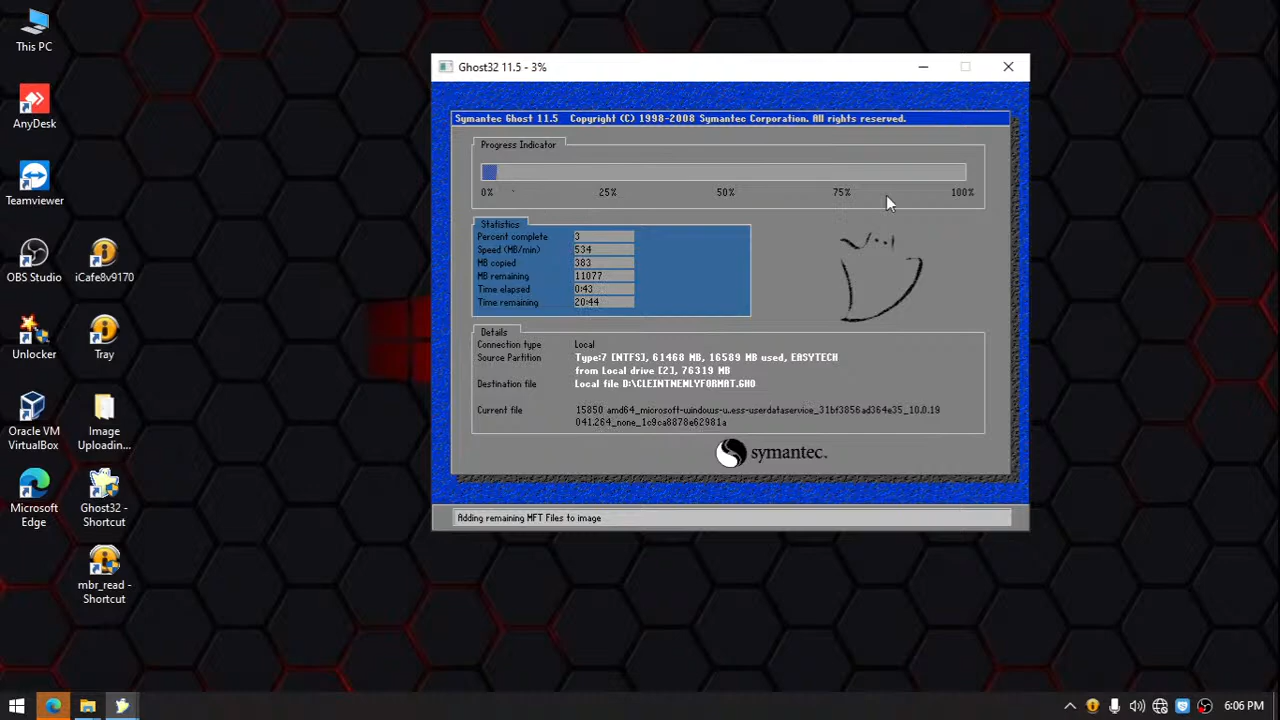 This PC
AnyDesk
Teamviewer
OBS Studio
iCafe8v9170
Unlocker
Tray
Oracle VM
VirtualBox
Image
Uploadin...
Microsoft
Edge
Ghost32 -
Shortcut
mbr_read -
Shortcut
Ghost32 11.5 - 3%
Symantec Ghost 11.5 Copyright (C) 1998-2008 Symantec Corporation. All rights reserved.
Progress Indicator
0% 25% 50% 75% 100%
Statistics
Percent complete 3
Speed (MB/min) 534
MB copied 383
MB remaining 11077
Time elapsed 0:43
Time remaining 20:44
Details
Connection type Local
Source Partition Type:7 [NTFS], 61468 MB, 16589 MB used, EASYTECH
from Local drive [2], 76319 MB
Destination file Local file D:\CLEINTNEWLYFORMAT.GHO
Current file 15850 amd64_microsoft-windows-u..ess-userdataservice_31bf3856ad364e35_10.0.19
041.264_none_1c9ca8878e62981a
symantec.
Adding remaining MFT Files to image
6:06 PM